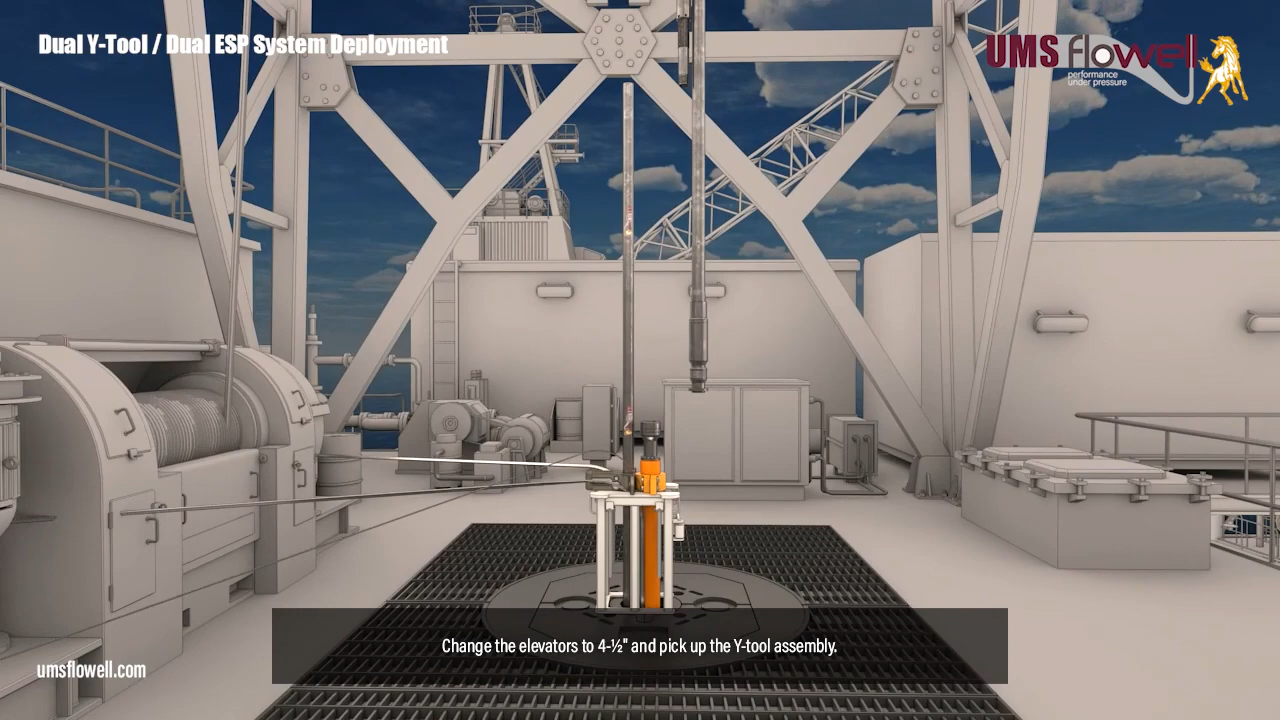 Dual Y-Tool / Dual ESP System Deployment
UMS flowell
performance
under pressure
Change the elevators to 4-½" and pick up the Y-tool assembly.
umsflowell.com